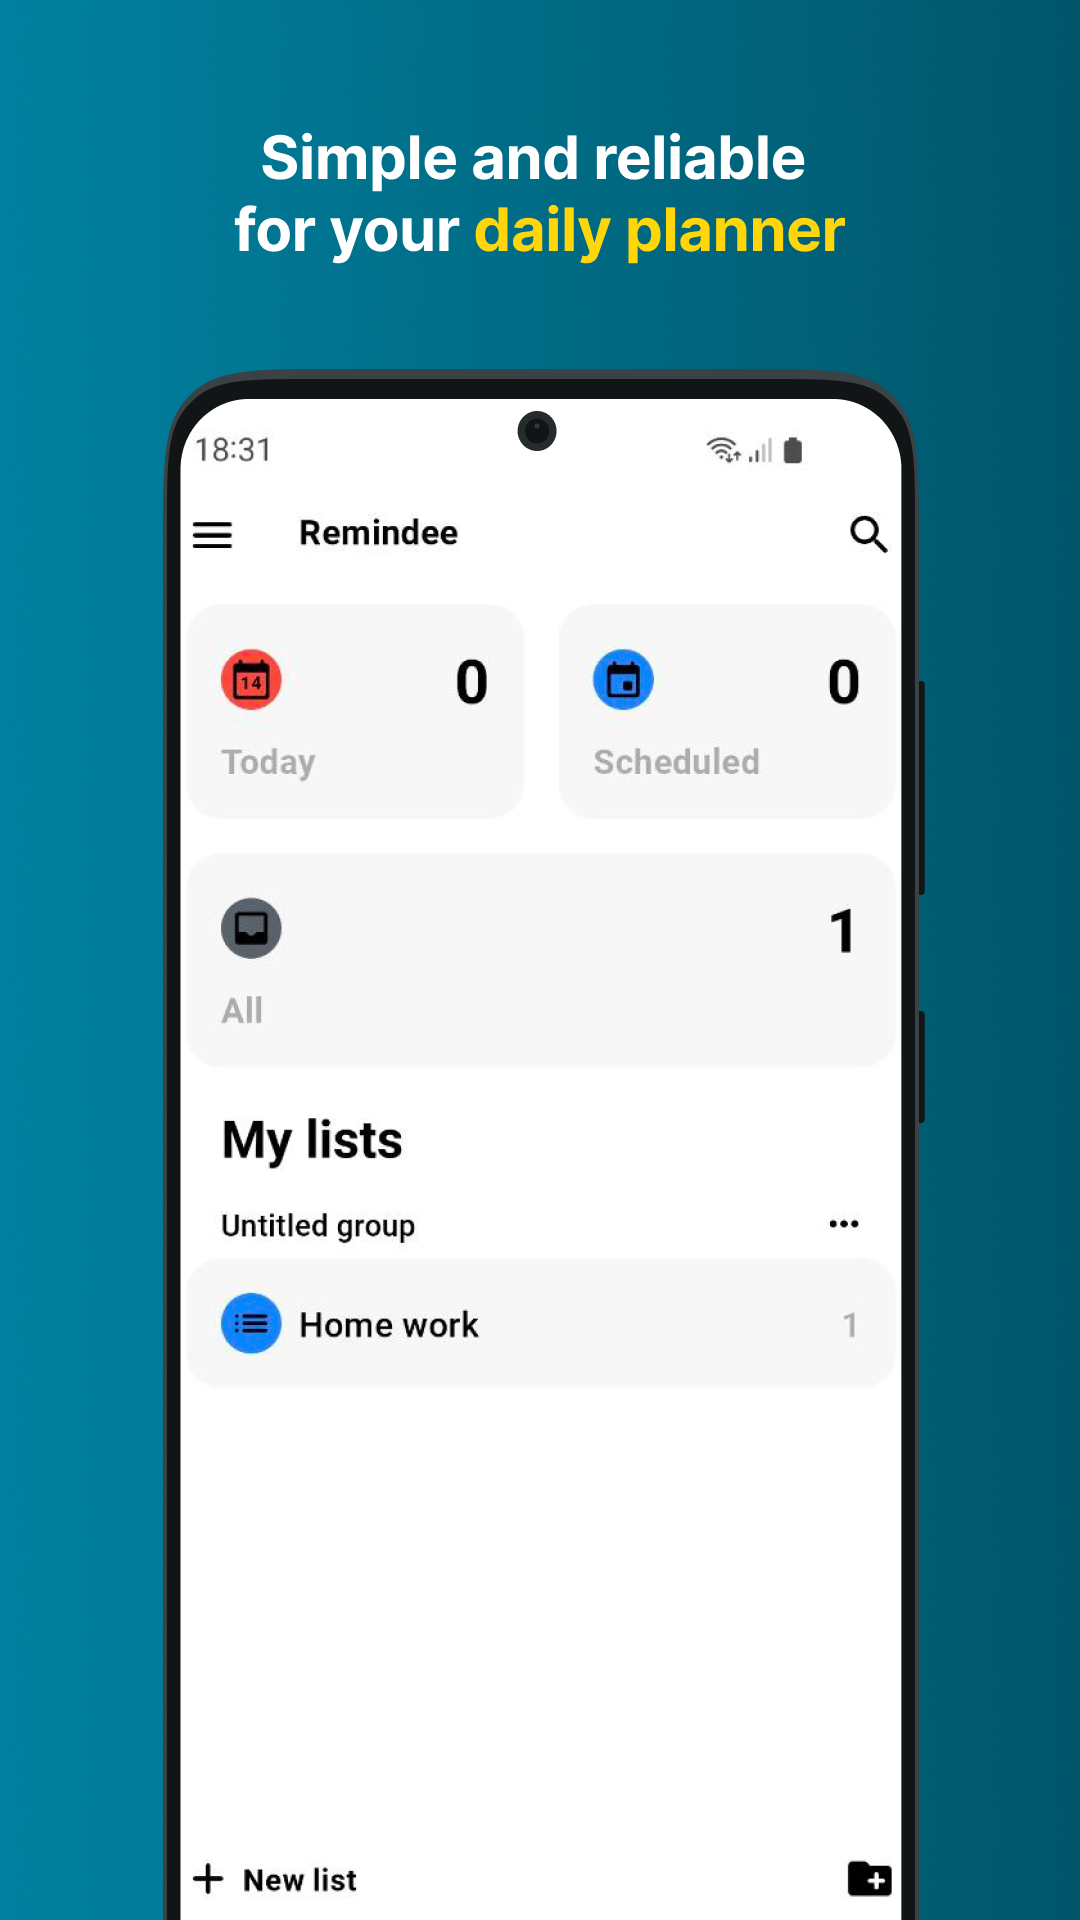 Simple and reliable
for your daily planner
18:31
Remindee
14
0
0
Today
Scheduled
1
All
My lists
Untitled group
Home work
1
New list